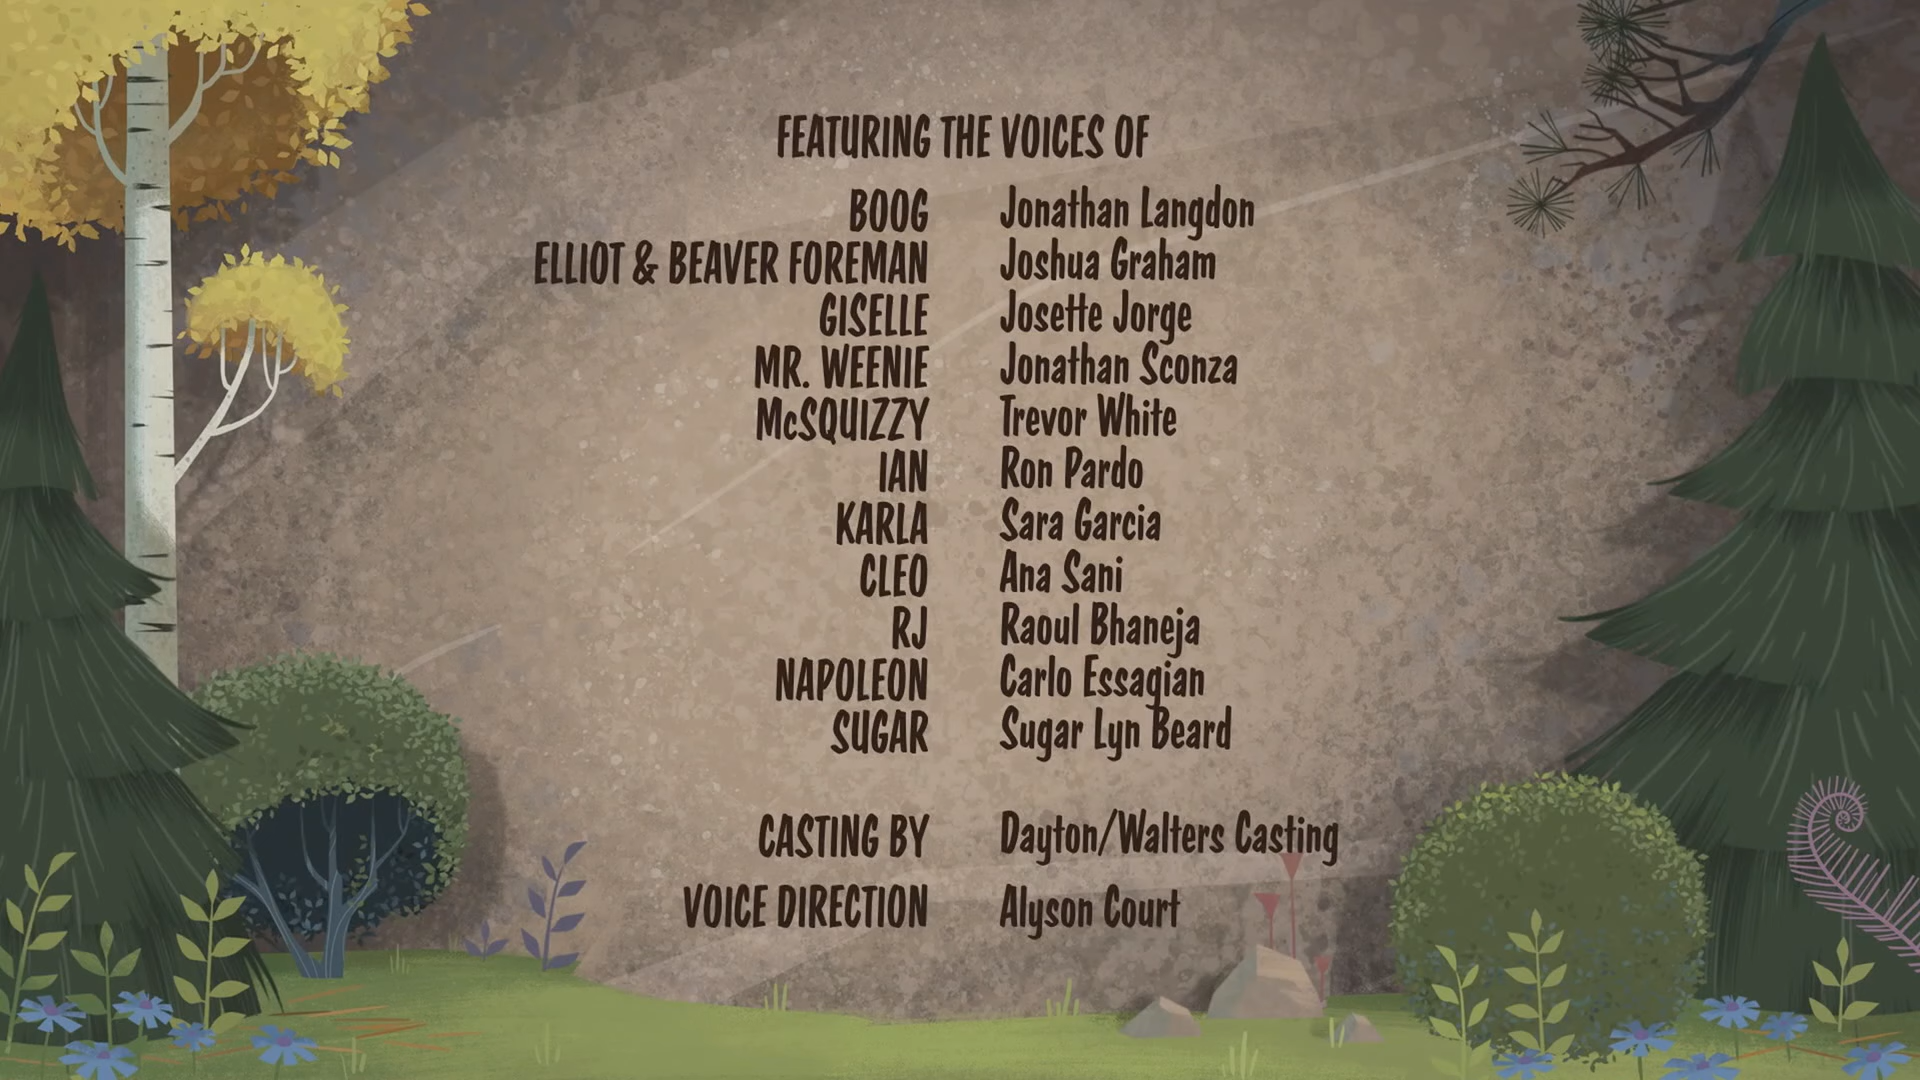 FEATURING THE VOICES OF
BOOG Jonathan Langdon
ELLIOT & BEAVER FOREMAN Joshua Graham
GISELLE Josette Jorge
MR. WEENIE Jonathan Sconza
McSQUIZZY Trevor White
IAN Ron Pardo
KARLA Sara Garcia
CLEO Ana Sani
RJ Raoul Bhaneja
NAPOLEON Carlo Essagian
SUGAR Sugar Lyn Beard
CASTING BY Dayton/Walters Casting
VOICE DIRECTION Alyson Court